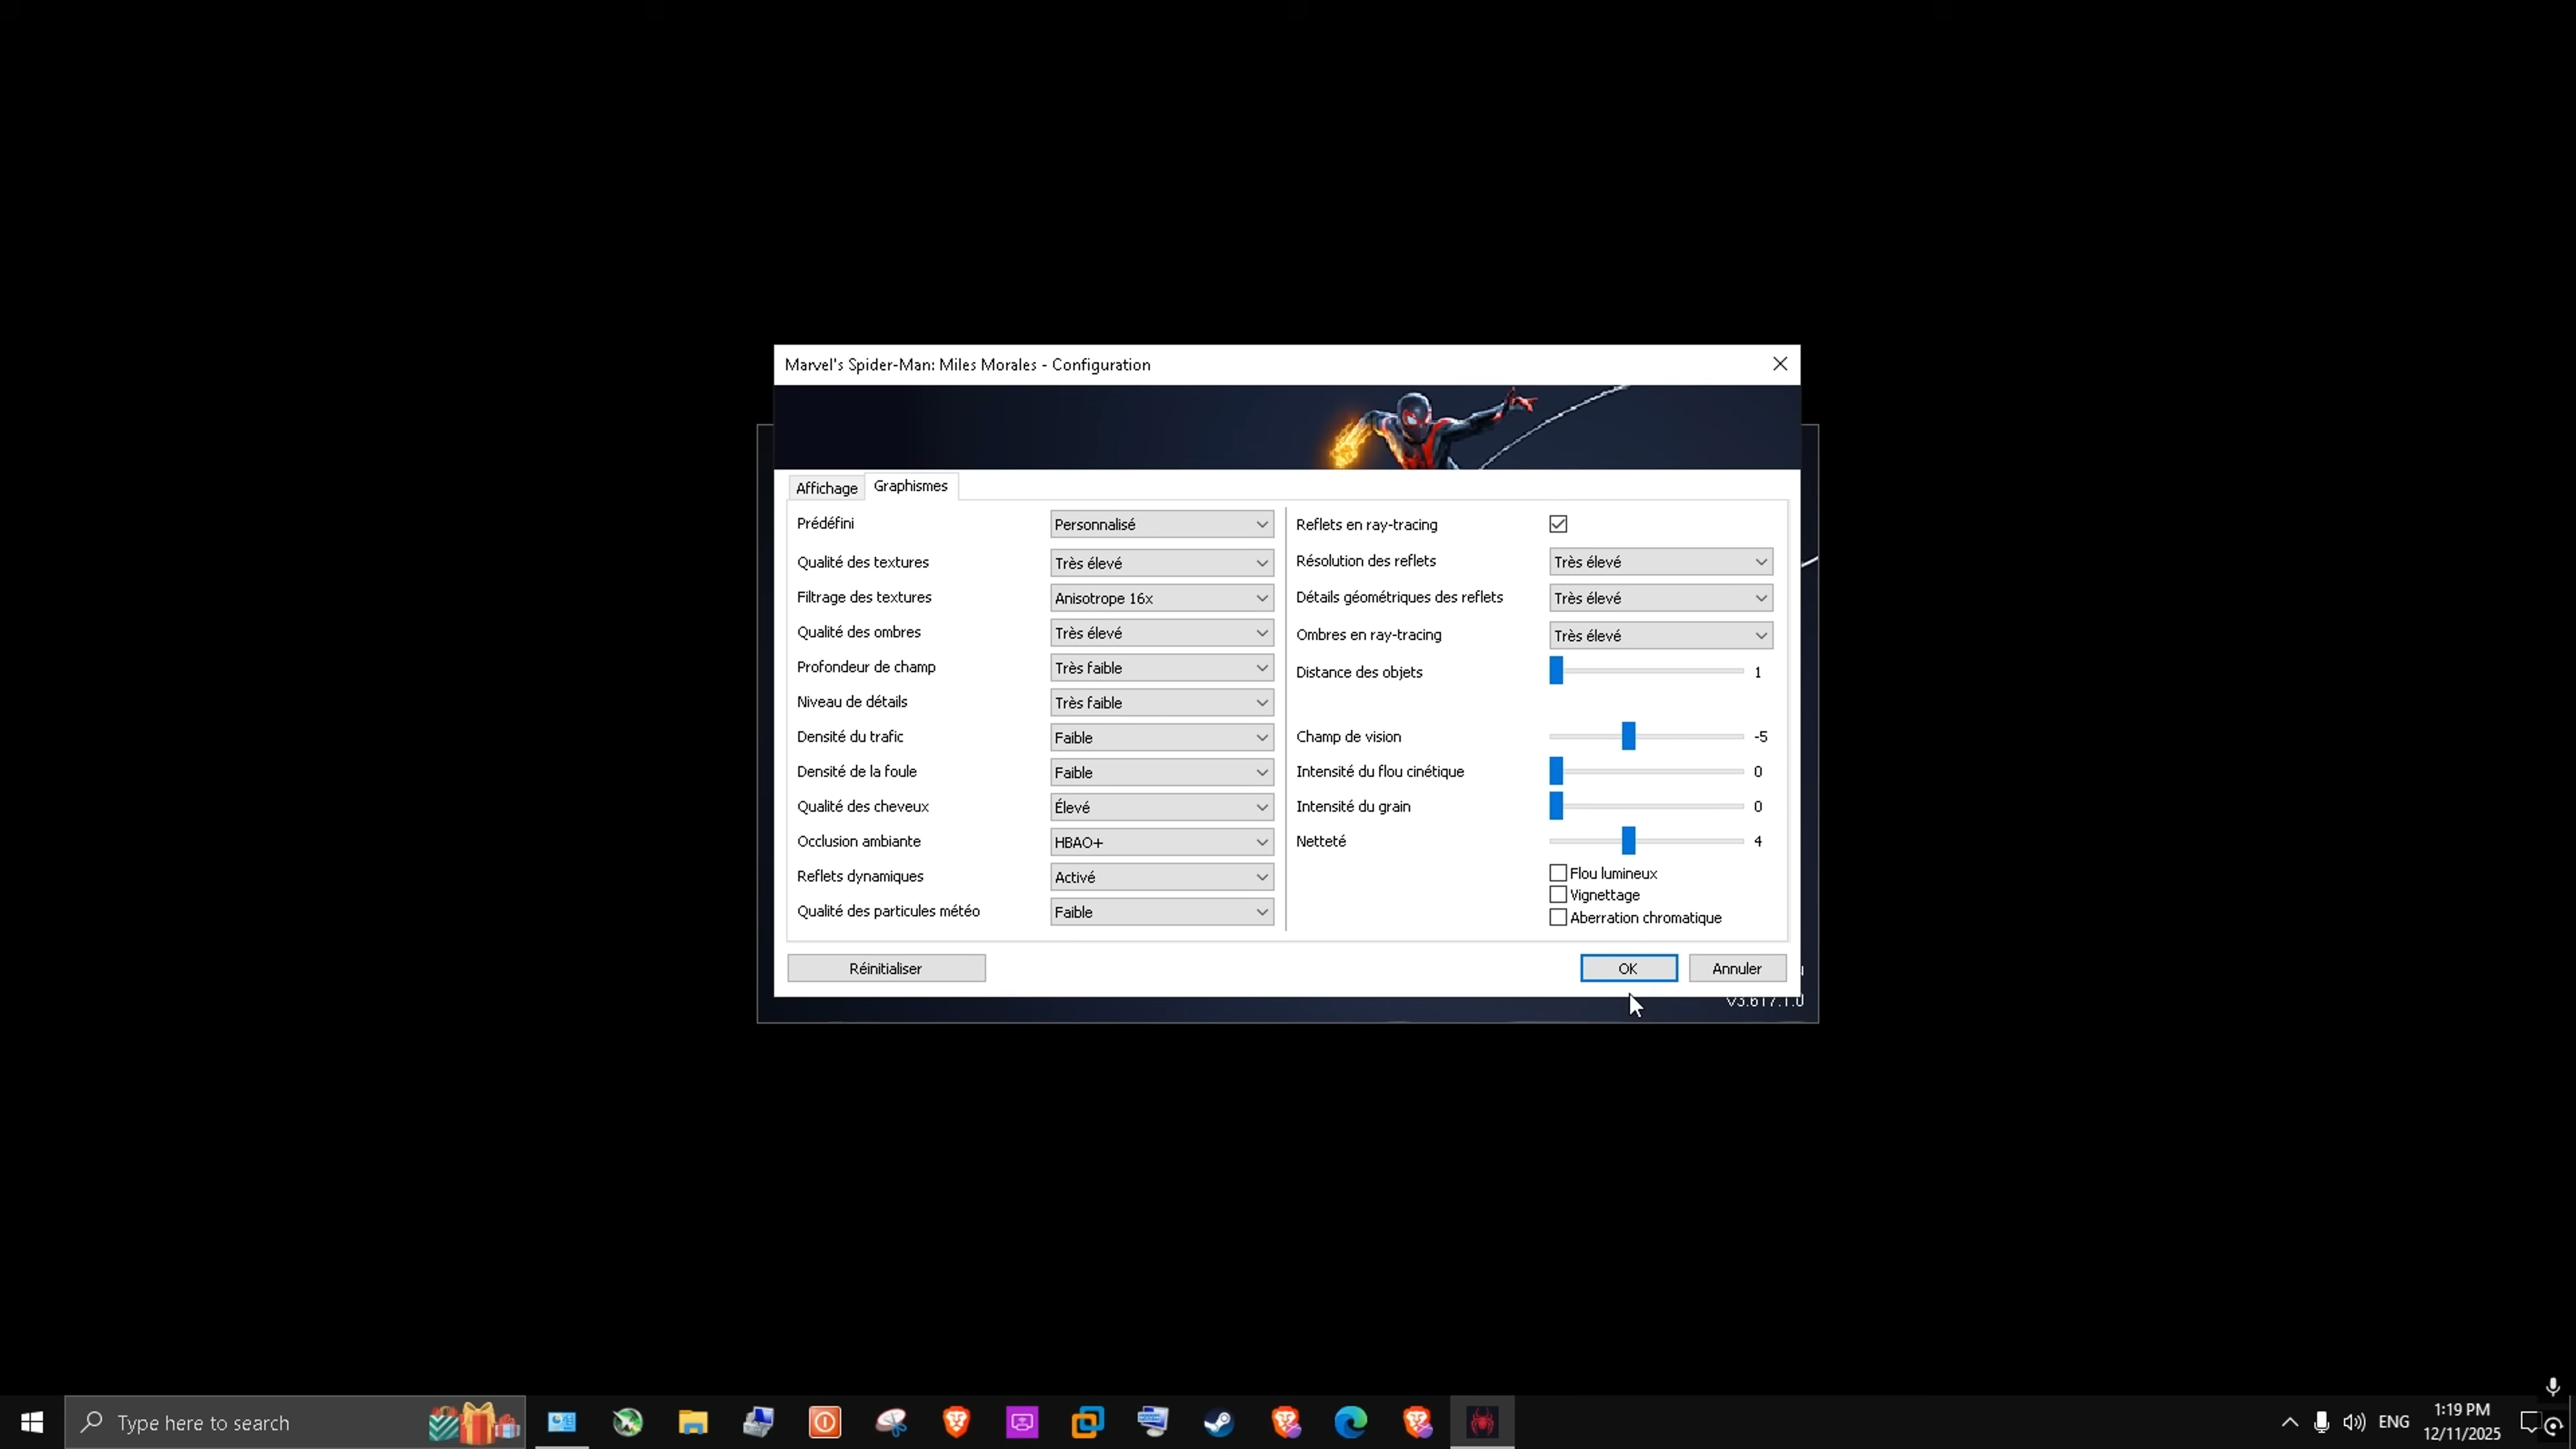 Marvel's Spider-Man: Miles Morales - Configuration
Affichage
Graphismes
Prédéfini
Personnalisé
Qualité des textures
Très élevé
Filtrage des textures
Anisotrope 16x
Qualité des ombres
Très élevé
Profondeur de champ
Très faible
Niveau de détails
Très faible
Densité du trafic
Faible
Densité de la foule
Faible
Qualité des cheveux
Élevé
Occlusion ambiante
HBAO+
Reflets dynamiques
Activé
Qualité des particules météo
Faible
Reflets en ray-tracing
Résolution des reflets
Très élevé
Détails géométriques des reflets
Très élevé
Ombres en ray-tracing
Très élevé
Distance des objets
1
Champ de vision
-5
Intensité du flou cinétique
0
Intensité du grain
0
Netteté
4
Flou lumineux
Vignettage
Aberration chromatique
Réinitialiser
OK
Annuler
v3.617.1.0
Type here to search
ENG
1:19 PM
12/11/2025